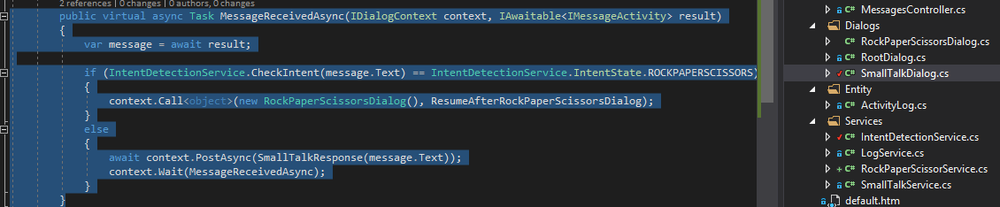 2 references | 0 changes | 0 authors, 0 changes
public virtual async Task MessageReceivedAsync(IDialogContext context, IAwaitable<IMessageActivity> result)
{
var message = await result;
if (IntentDetectionService.CheckIntent(message.Text) == IntentDetectionService.IntentState.ROCKPAPERSCISSORS)
{
context.Call<object>(new RockPaperScissorsDialog(), ResumeAfterRockPaperScissorsDialog);
}
else
{
await context.PostAsync(SmallTalkResponse(message.Text));
context.Wait(MessageReceivedAsync);
}
}
C# MessagesController.cs
Dialogs
C# RockPaperScissorsDialog.cs
C# RootDialog.cs
C# SmallTalkDialog.cs
Entity
C# ActivityLog.cs
Services
C# IntentDetectionService.cs
C# LogService.cs
+ C# RockPaperScissorService.cs
C# SmallTalkService.cs
default.htm